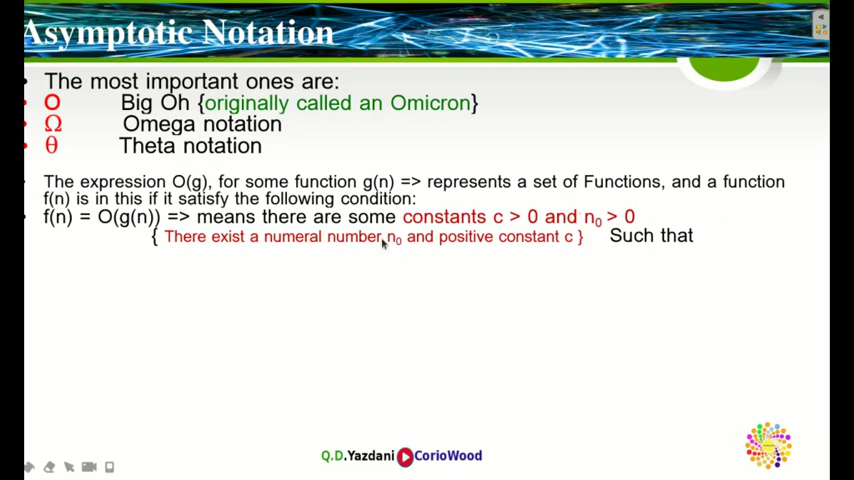 Asymptotic Notation
• The most important ones are:
• O Big Oh {originally called an Omicron}
• Ω Omega notation
• θ Theta notation
• The expression O(g), for some function g(n) => represents a set of Functions, and a function
f(n) is in this if it satisfy the following condition:
• f(n) = O(g(n)) => means there are some constants c > 0 and n₀ > 0
{ There exist a numeral number n₀ and positive constant c } Such that
Q.D.Yazdani CorioWood